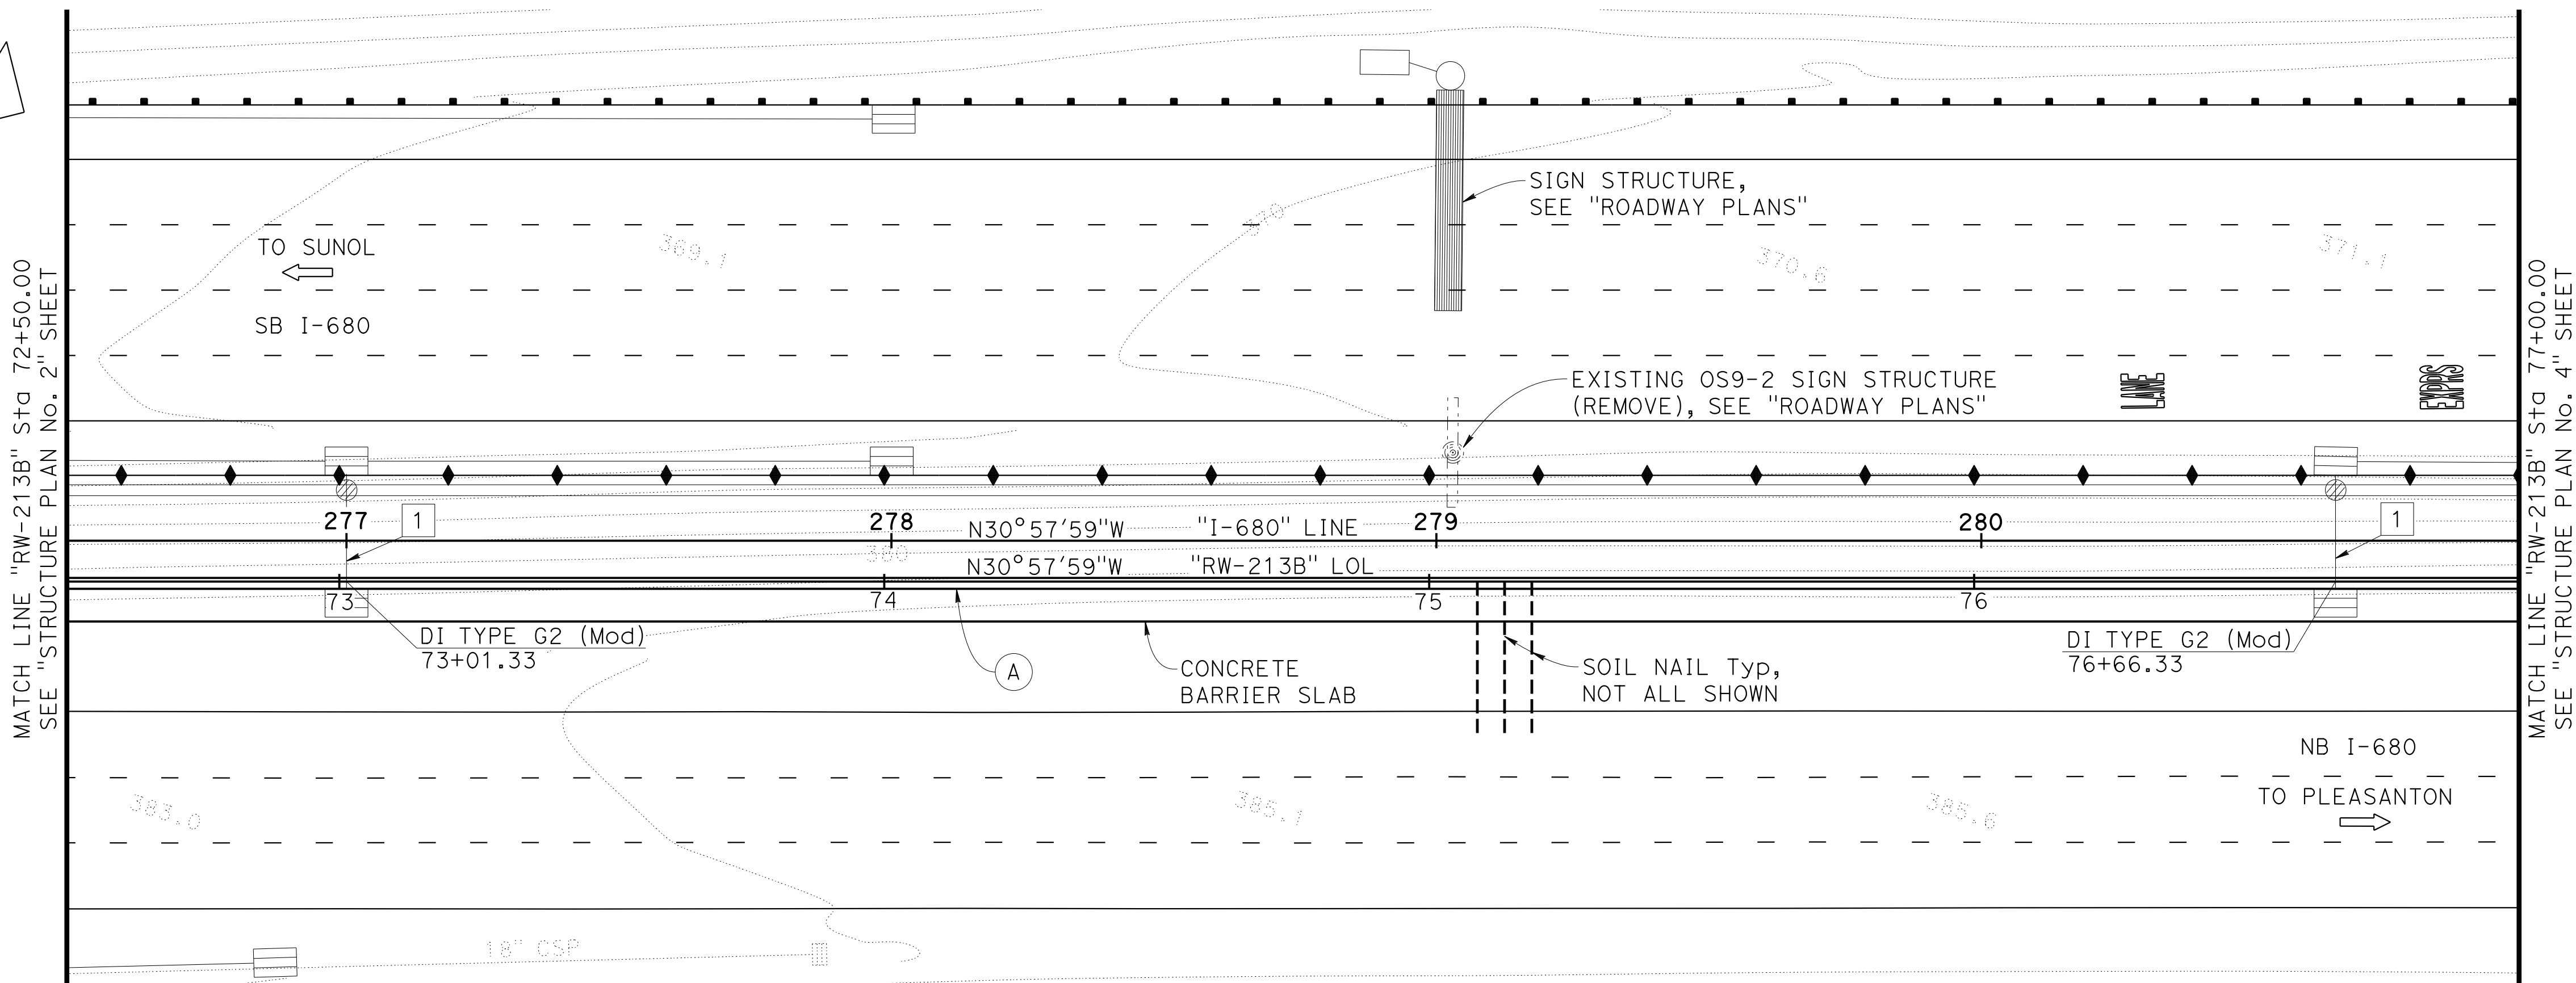 MATCH LINE "RW-213B" Sta 72+50.00
SEE "STRUCTURE PLAN No. 2" SHEET
SIGN STRUCTURE,
SEE "ROADWAY PLANS"
370
TO SUNOL
369.1
370.6
371.1
SB I-680
EXISTING OS9-2 SIGN STRUCTURE
(REMOVE), SEE "ROADWAY PLANS"
LANE
EXPRESS
277
1
278
N30°57'59"W
"I-680" LINE
279
280
1
380
N30°57'59"W
"RW-213B" LOL
73
74
75
76
DI TYPE G2 (Mod)
73+01.33
A
CONCRETE
BARRIER SLAB
SOIL NAIL Typ,
NOT ALL SHOWN
DI TYPE G2 (Mod)
76+66.33
NB I-680
TO PLEASANTON
383.0
385.1
385.6
18" CSP
MATCH LINE "RW-213B" Sta 77+00.00
SEE "STRUCTURE PLAN No. 4" SHEET